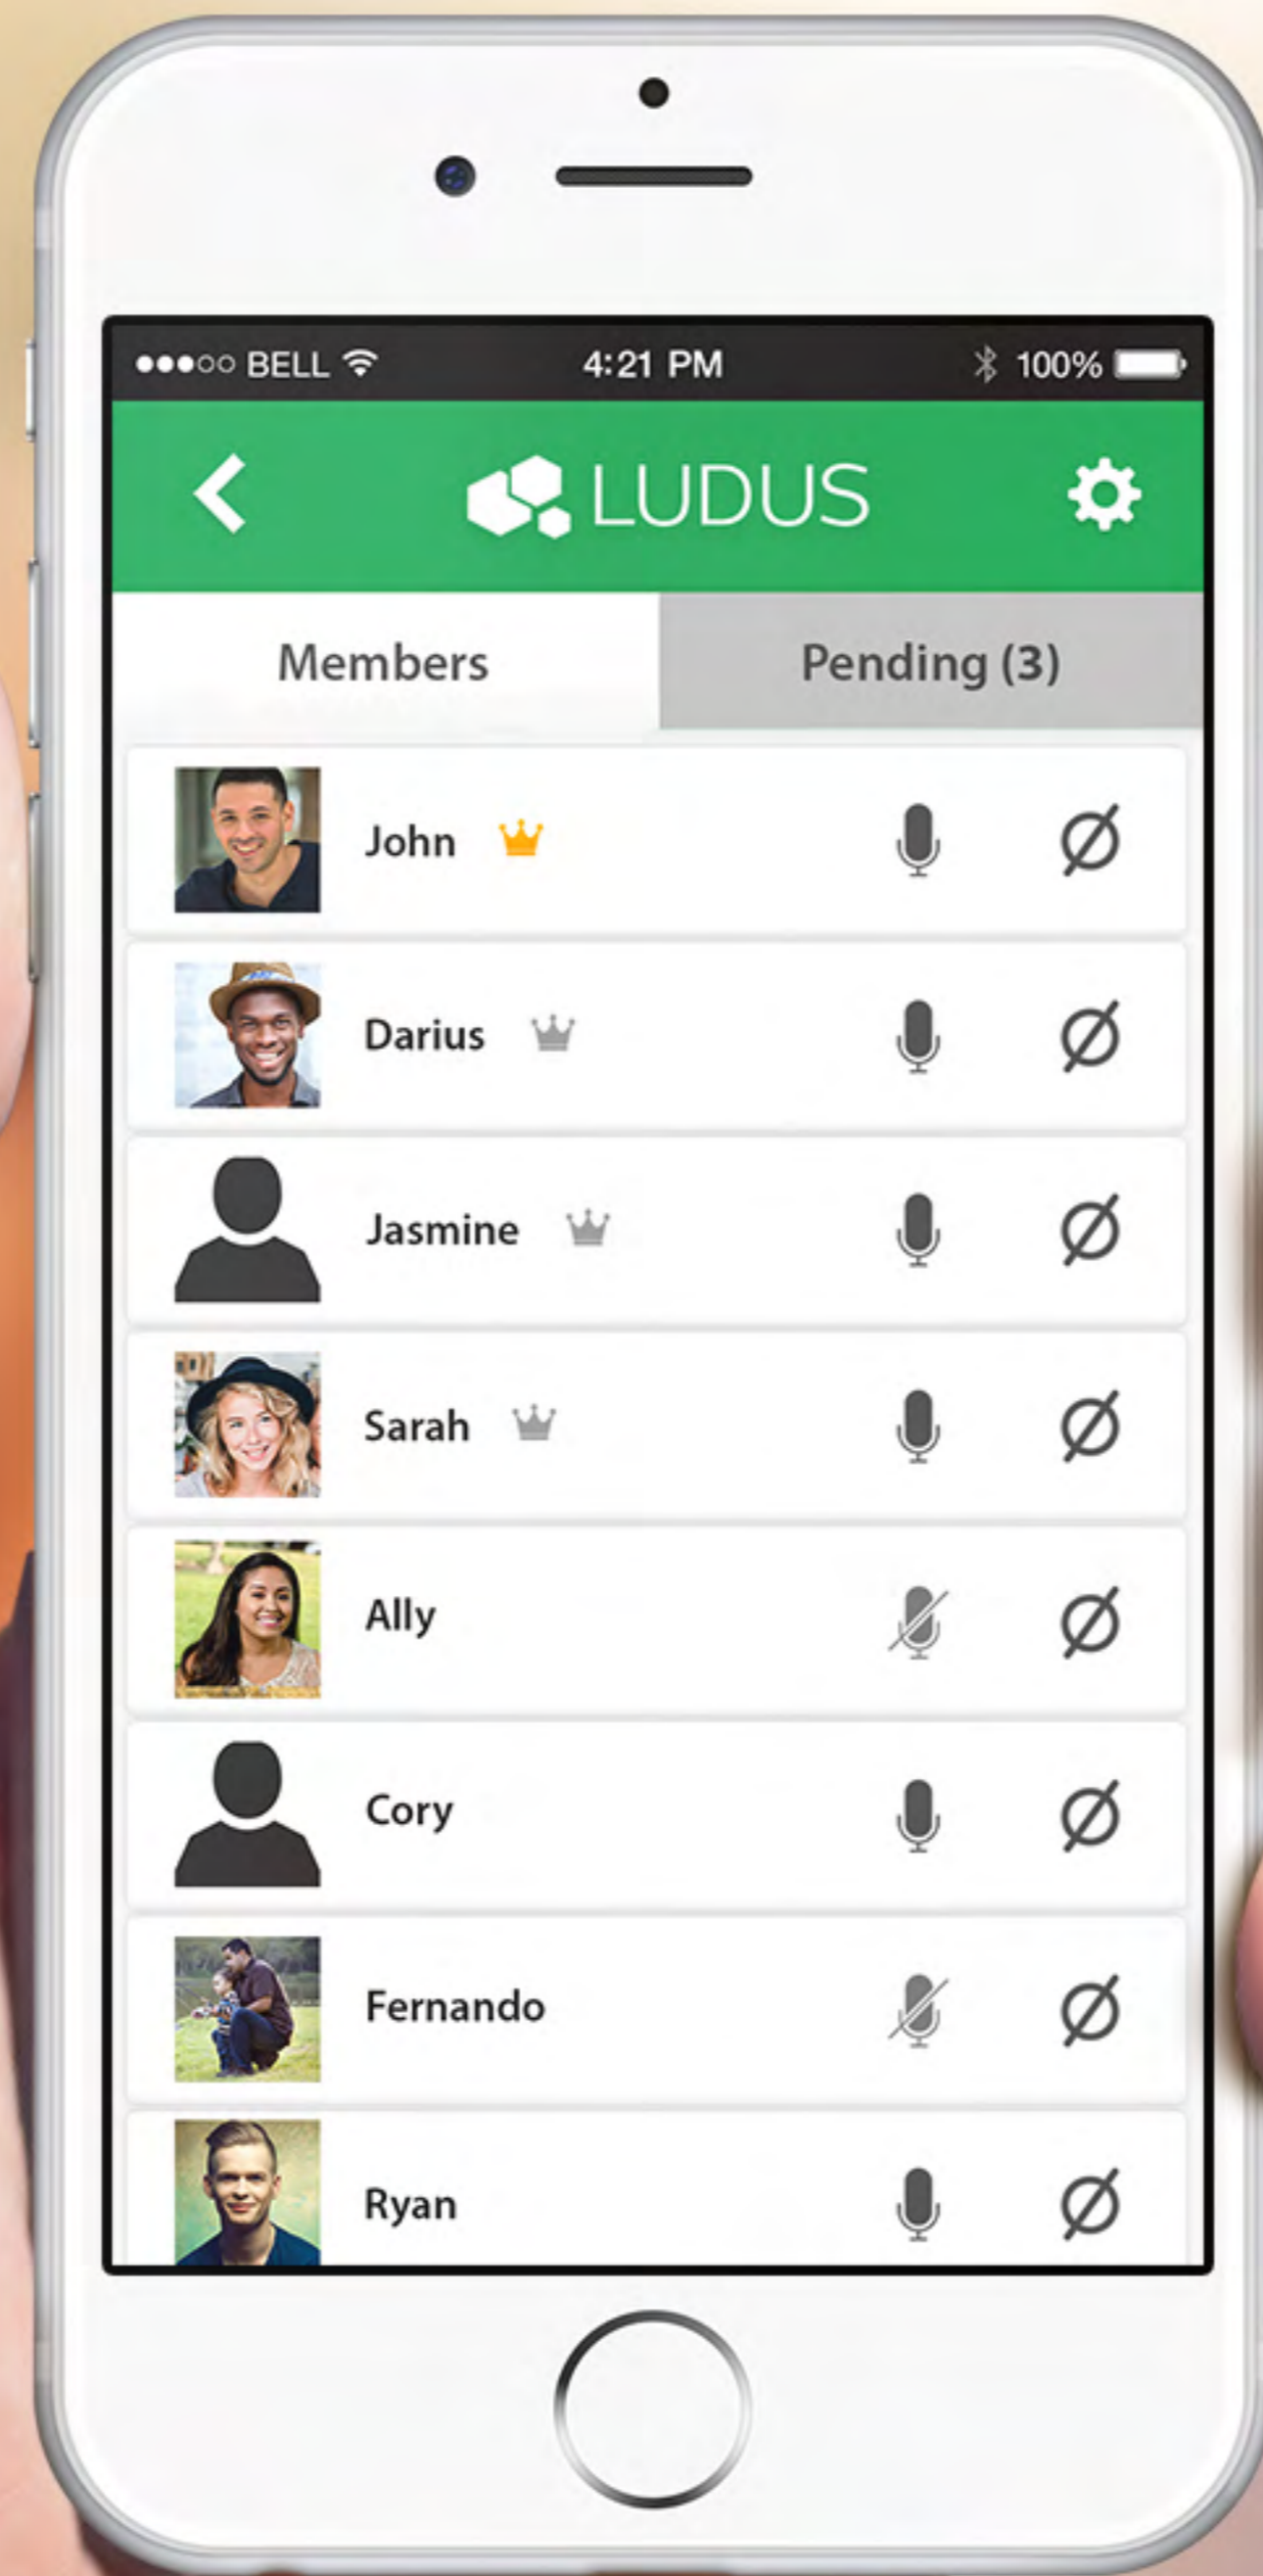 BELL 4:21 PM 100%
LUDUS
Members Pending (3)
John
Darius
Jasmine
Sarah
Ally
Cory
Fernando
Ryan